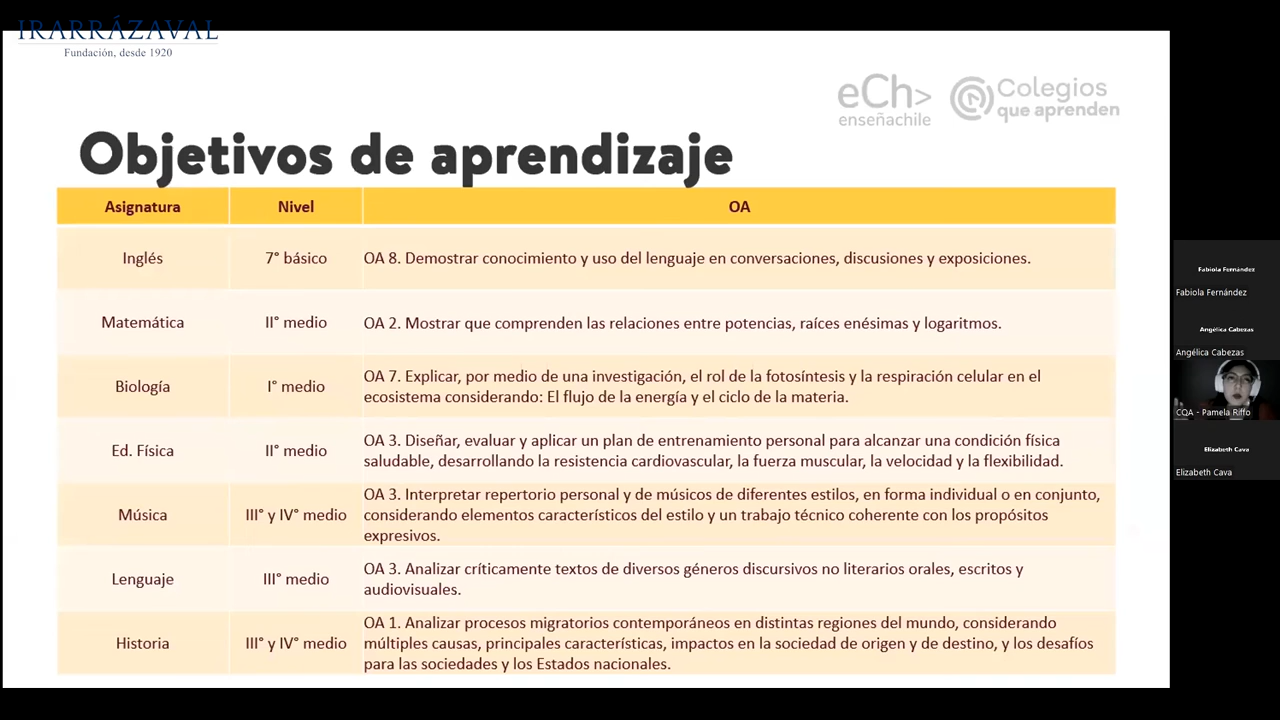 IRARRÁZAVAL
Fundación, desde 1920
eCh>
enseñachile
Colegios
que aprenden
Objetivos de aprendizaje
Asignatura Nivel OA
Inglés 7° básico OA 8. Demostrar conocimiento y uso del lenguaje en conversaciones, discusiones y exposiciones.
Matemática II° medio OA 2. Mostrar que comprenden las relaciones entre potencias, raíces enésimas y logaritmos.
Biología I° medio OA 7. Explicar, por medio de una investigación, el rol de la fotosíntesis y la respiración celular en el
ecosistema considerando: El flujo de la energía y el ciclo de la materia.
Ed. Física II° medio OA 3. Diseñar, evaluar y aplicar un plan de entrenamiento personal para alcanzar una condición física
saludable, desarrollando la resistencia cardiovascular, la fuerza muscular, la velocidad y la flexibilidad.
Música III° y IV° medio OA 3. Interpretar repertorio personal y de músicos de diferentes estilos, en forma individual o en conjunto,
considerando elementos característicos del estilo y un trabajo técnico coherente con los propósitos
expresivos.
Lenguaje III° medio OA 3. Analizar críticamente textos de diversos géneros discursivos no literarios orales, escritos y
audiovisuales.
Historia III° y IV° medio OA 1. Analizar procesos migratorios contemporáneos en distintas regiones del mundo, considerando
múltiples causas, principales características, impactos en la sociedad de origen y de destino, y los desafíos
para las sociedades y los Estados nacionales.
Fabiola Fernández
Fabiola Fernández
Angélica Cabezas
Angélica Cabezas
CQA - Pamela Riffo
Elizabeth Cava
Elizabeth Cava